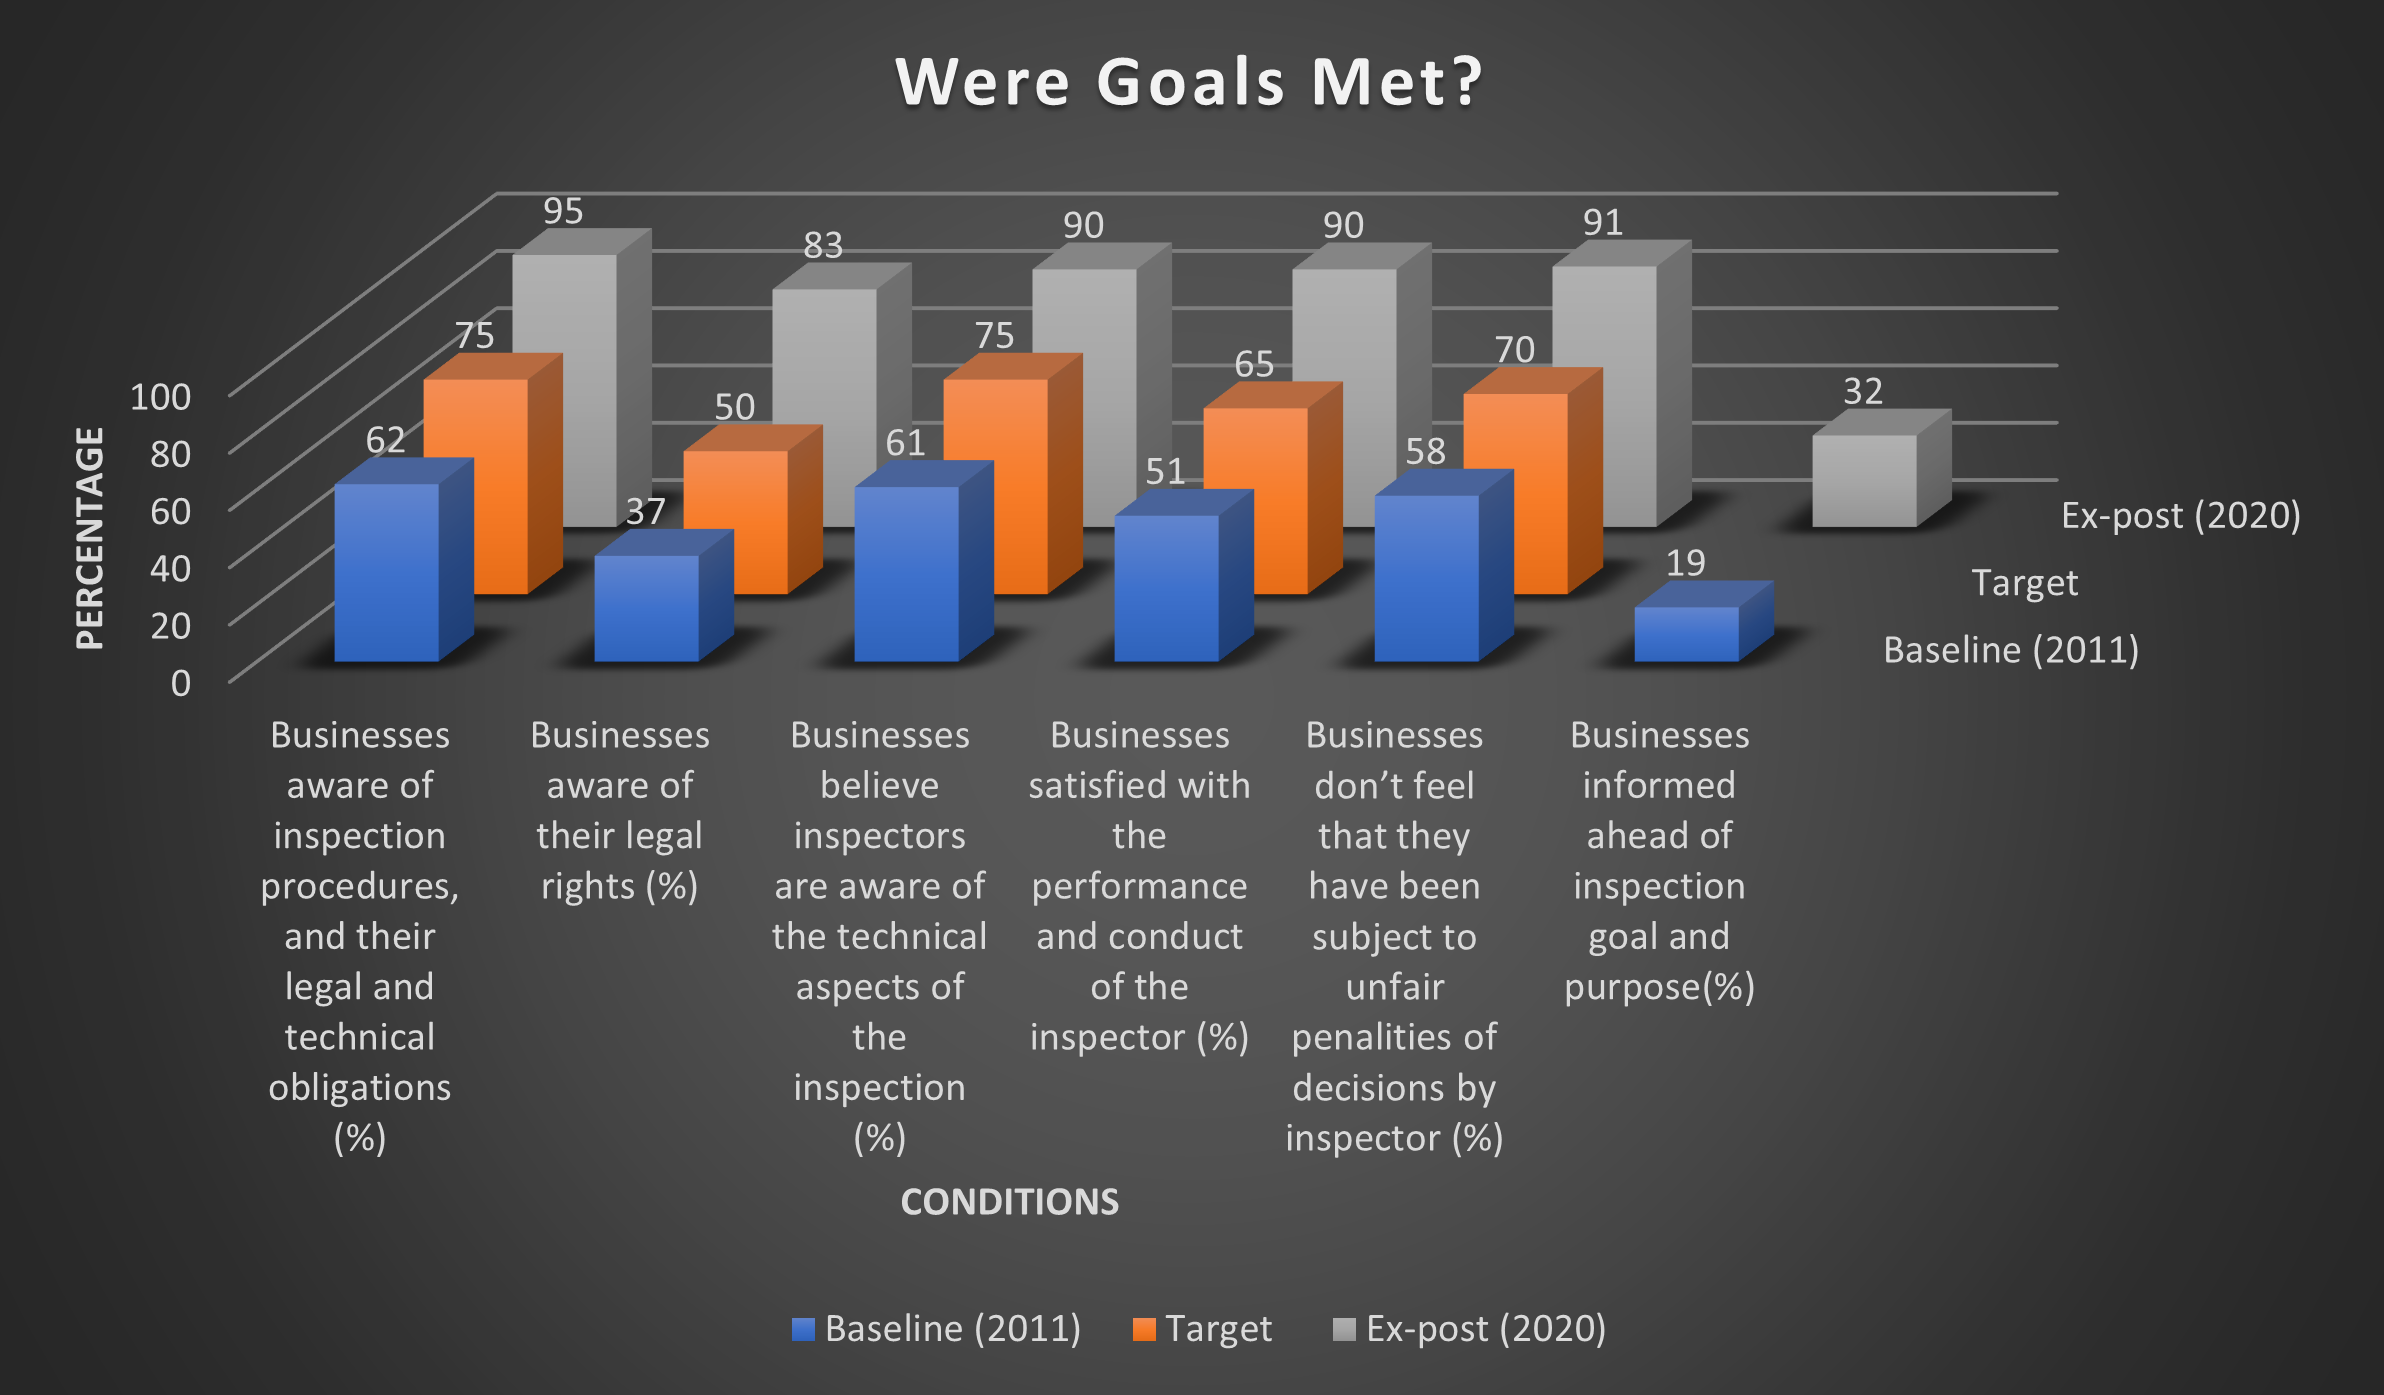 Were Goals Met?
95
83
90
90
91
75
75
70
65
50
32
62
61
58
51
37
19
100
80
60
40
20
0
PERCENTAGE
Ex-post (2020)
Target
Baseline (2011)
Businesses
aware of
inspection
procedures,
and their
legal and
technical
obligations
(%)
Businesses
aware of
their legal
rights (%)
Businesses
believe
inspectors
are aware of
the technical
aspects of
the
inspection
(%)
Businesses
satisfied with
the
performance
and conduct
of the
inspector (%)
Businesses
don’t feel
that they
have been
subject to
unfair
penalities of
decisions by
inspector (%)
Businesses
informed
ahead of
inspection
goal and
purpose(%)
CONDITIONS
Baseline (2011)
Target
Ex-post (2020)